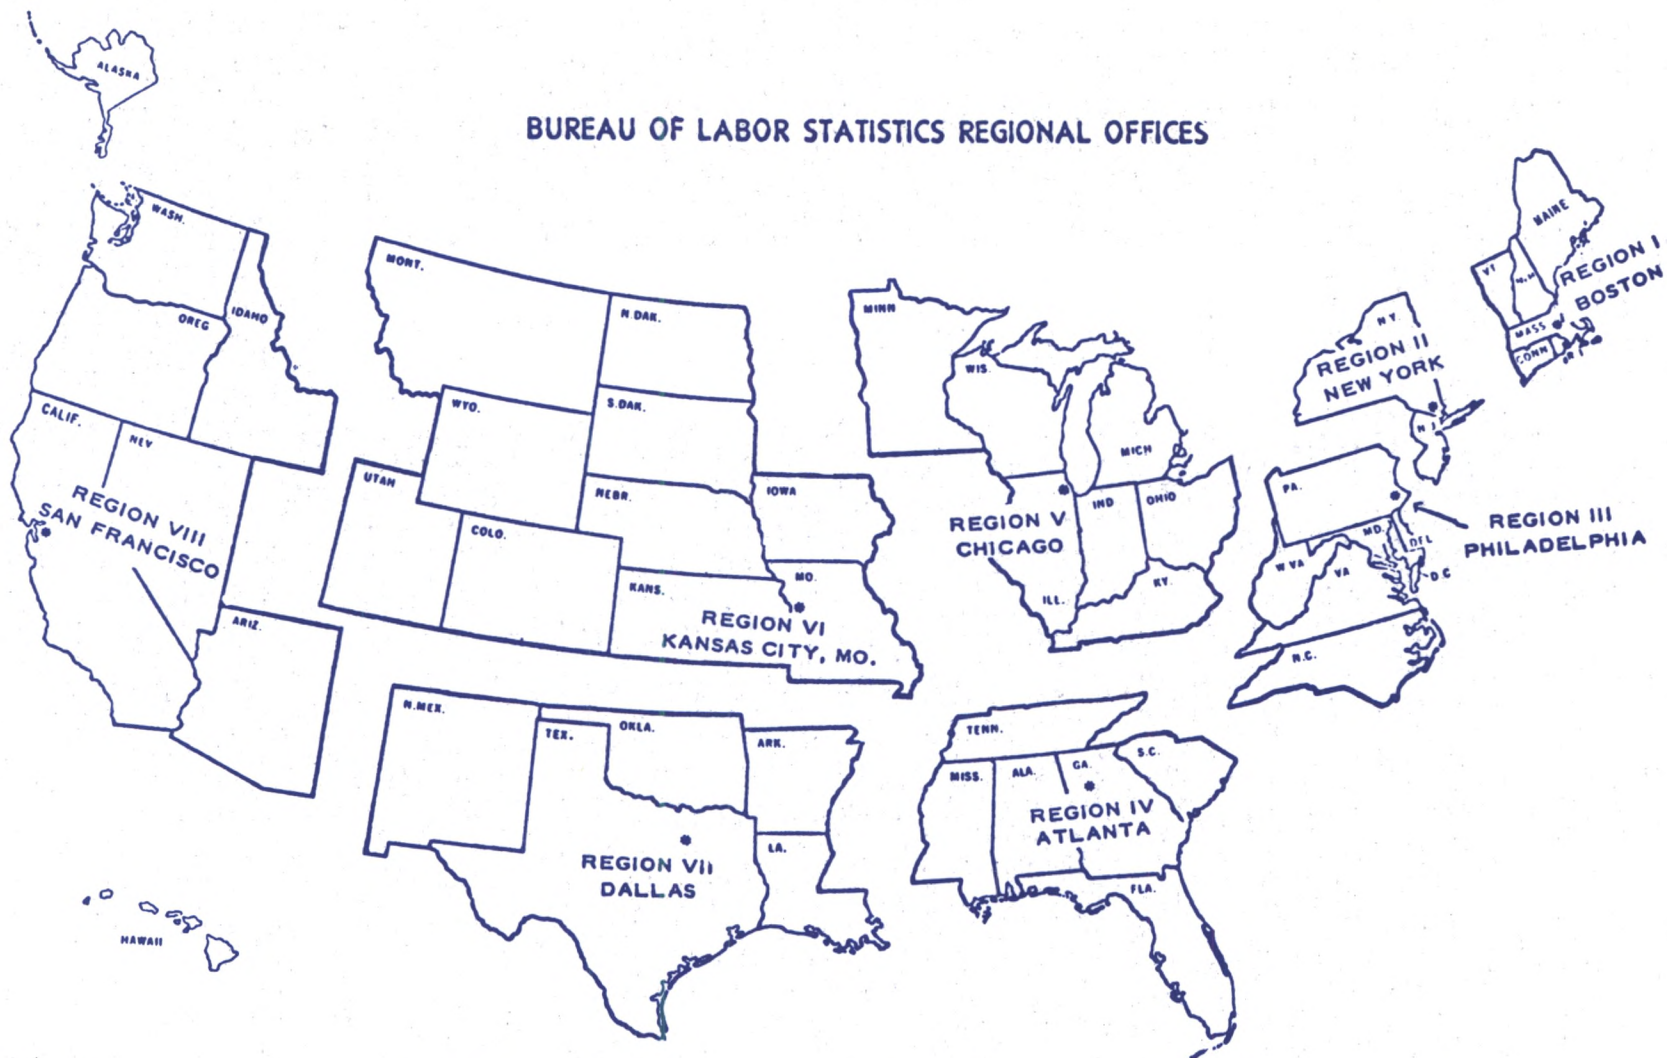 ALASKA
BUREAU OF LABOR STATISTICS REGIONAL OFFICES
WASH.
OREG
IDAHO
CALIF.
NEV
REGION VIII
SAN FRANCISCO
ARIZ.
HAWAII
MONT.
N.DAK.
S.DAK.
WYO.
UTAH
COLO.
NEBR.
KANS.
IOWA
MO.
REGION VI
KANSAS CITY, MO.
N.MEX.
TEX.
OKLA.
ARK.
LA.
REGION VII
DALLAS
MINN
WIS.
MICH
REGION V
CHICAGO
ILL.
IND
OHIO
KY.
TENN.
MISS.
ALA.
GA.
S.C.
REGION IV
ATLANTA
FLA.
MAINE
VT
N.H
MASS
CONN
R I
REGION I
BOSTON
N.Y.
REGION II
NEW YORK
N J
PA.
MD.
DEL
D.C
W VA
VA
N.C.
REGION III
PHILADELPHIA